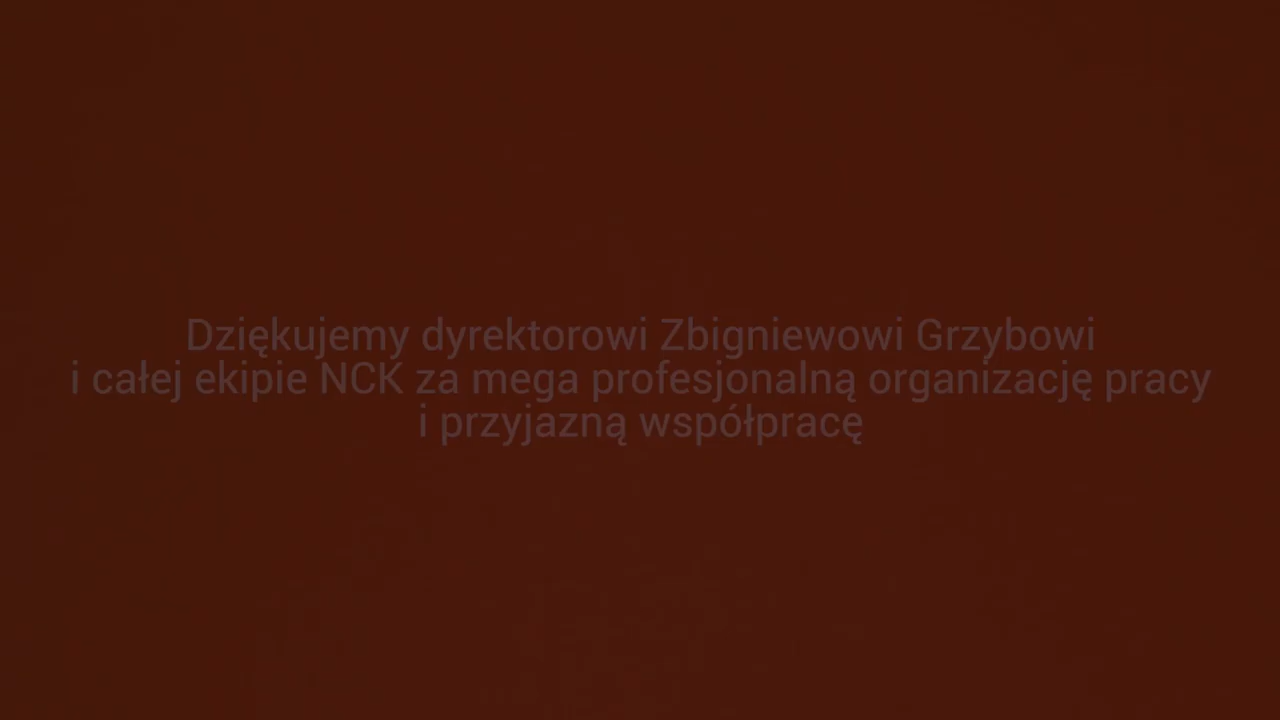 Dziękujemy dyrektorowi Zbigniewowi Grzybowi
i całej ekipie NCK za mega profesjonalną organizację pracy
i przyjazną współpracę